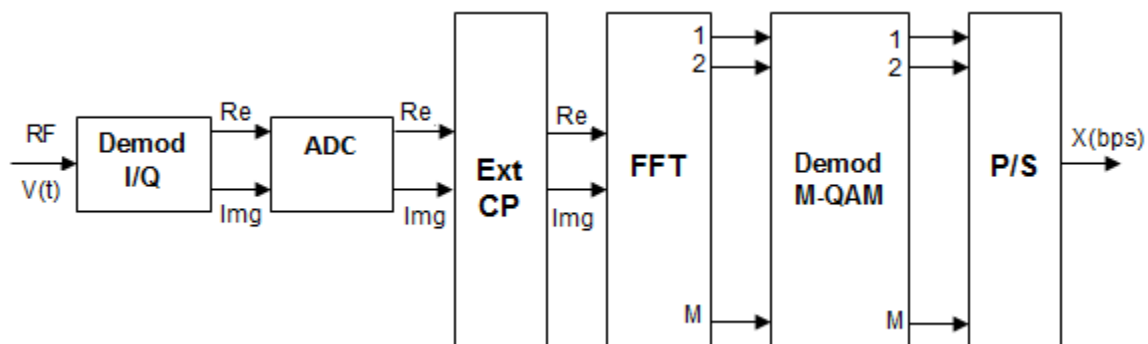 RF
V(t)
Demod
I/Q
Re
Img
ADC
Re
Img
Ext
CP
Re
Img
FFT
1
2
M
Demod
M-QAM
1
2
M
P/S
X(bps)